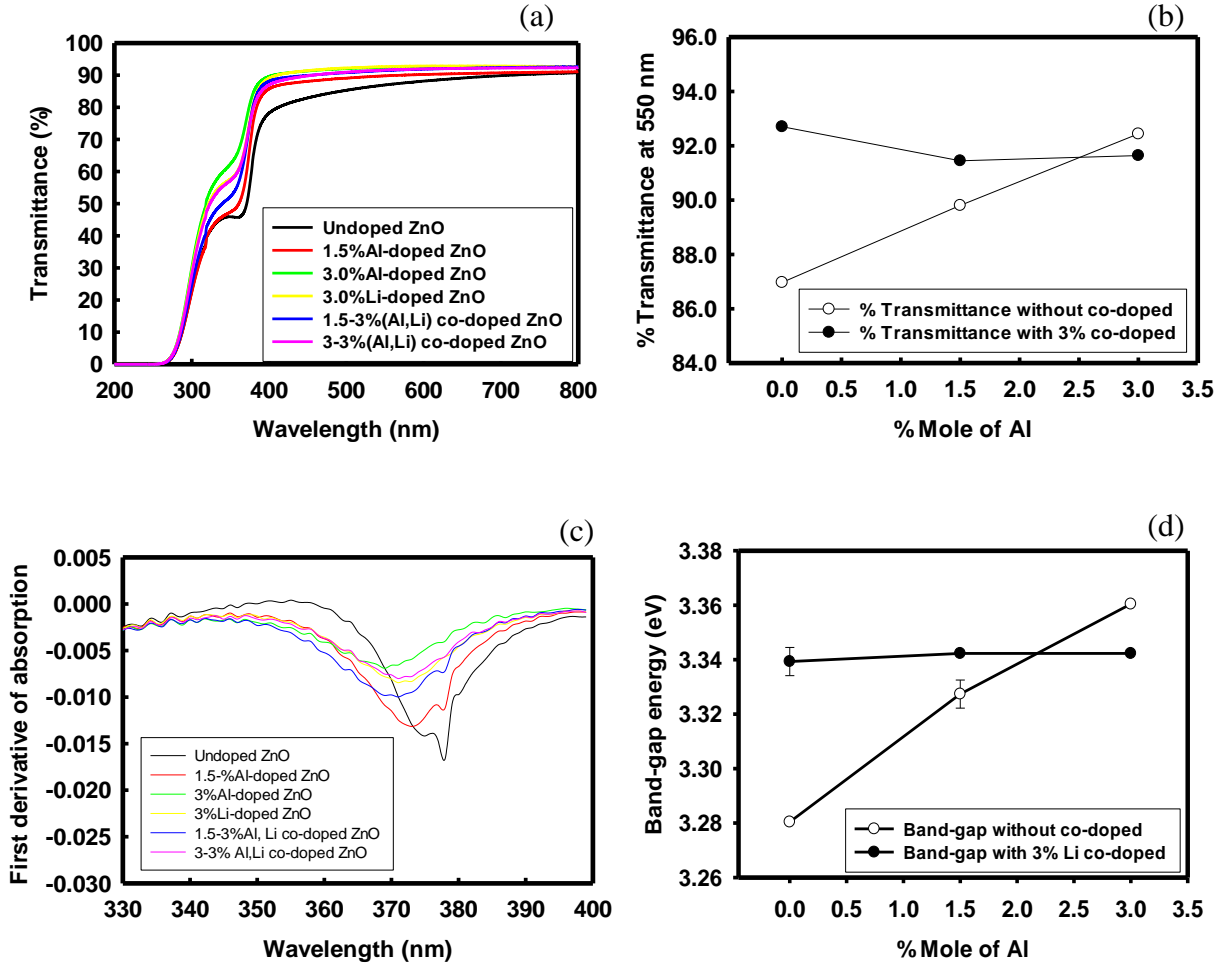 (a)
Transmittance (%)
100
90
80
70
60
50
40
30
20
10
0
Undoped ZnO
1.5%Al-doped ZnO
3.0%Al-doped ZnO
3.0%Li-doped ZnO
1.5-3%(Al,Li) co-doped ZnO
3-3%(Al,Li) co-doped ZnO
200 300 400 500 600 700 800
Wavelength (nm)
(b)
% Transmittance at 550 nm
96.0
94.0
92.0
90.0
88.0
86.0
84.0
% Transmittance without co-doped
% Transmittance with 3% co-doped
0.0 0.5 1.0 1.5 2.0 2.5 3.0 3.5
% Mole of Al
(c)
First derivative of absorption
0.005
0.000
-0.005
-0.010
-0.015
-0.020
-0.025
-0.030
Undoped ZnO
1.5-%Al-doped ZnO
3%Al-doped ZnO
3%Li-doped ZnO
1.5-3%Al, Li co-doped ZnO
3-3% Al,Li co-doped ZnO
330 340 350 360 370 380 390 400
Wavelength (nm)
(d)
Band-gap energy (eV)
3.38
3.36
3.34
3.32
3.30
3.28
3.26
Band-gap without co-doped
Band-gap with 3% Li co-doped
0.0 0.5 1.0 1.5 2.0 2.5 3.0 3.5
% Mole of Al